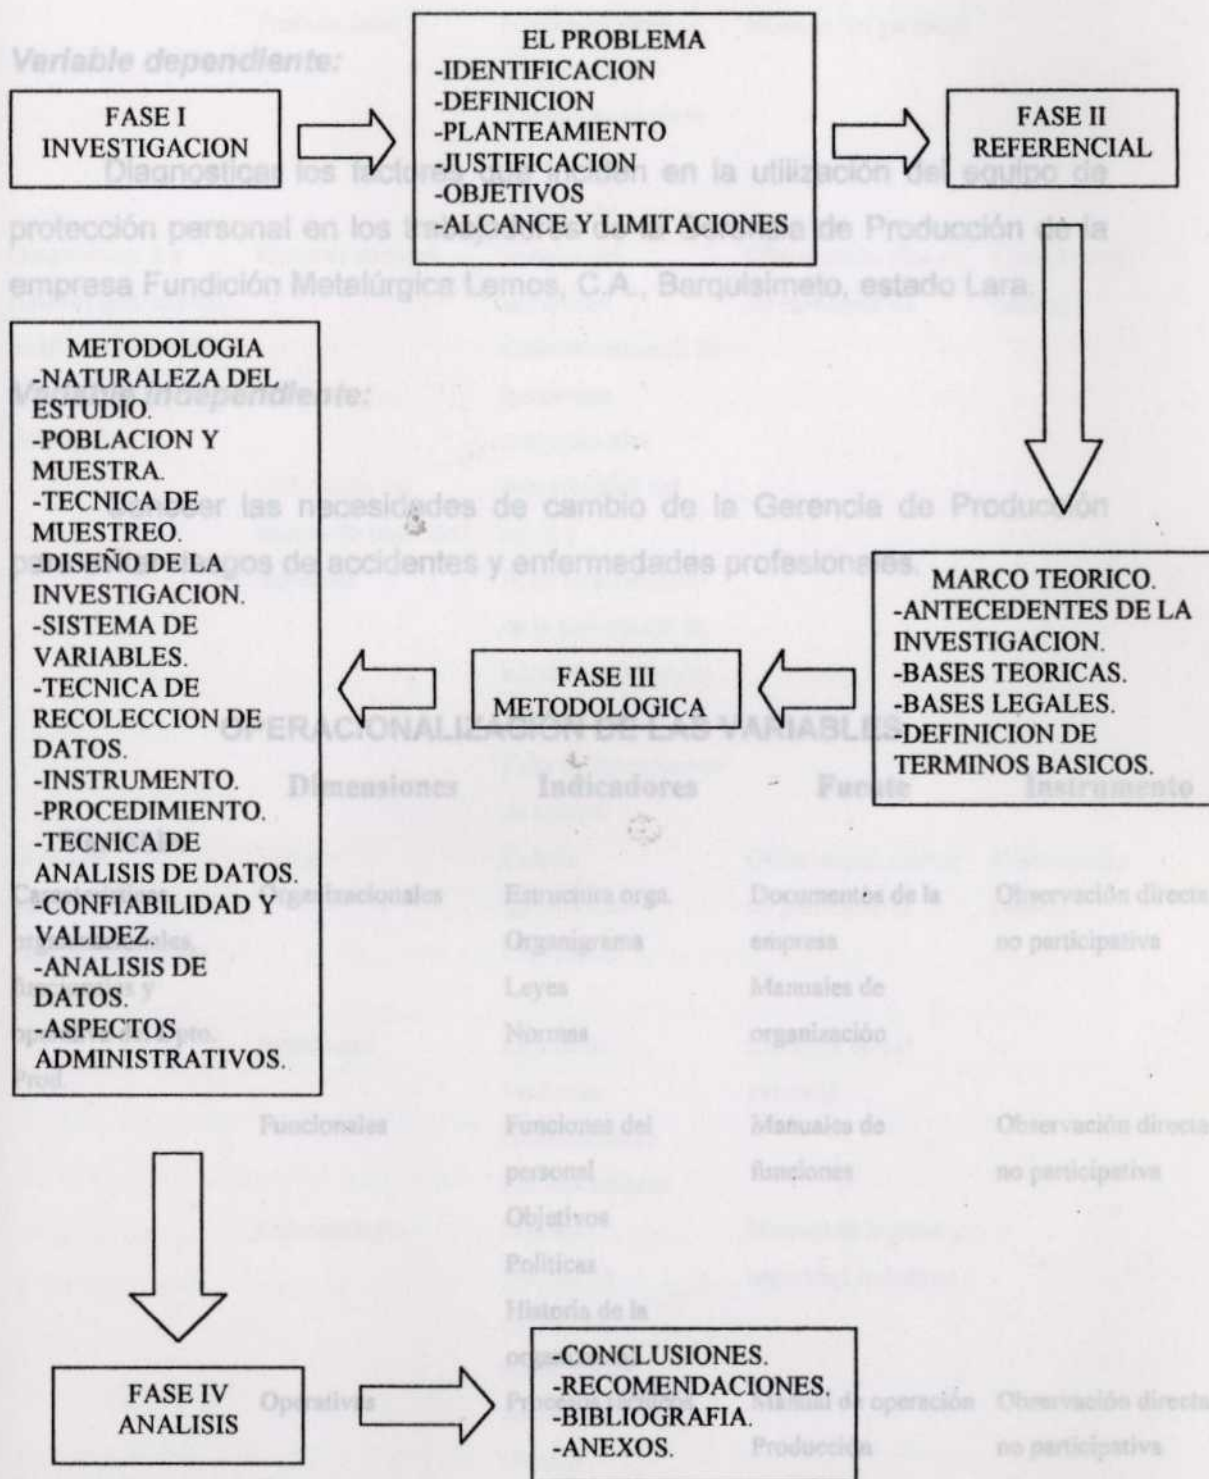 FASE I
INVESTIGACION
EL PROBLEMA
-IDENTIFICACION
-DEFINICION
-PLANTEAMIENTO
-JUSTIFICACION
-OBJETIVOS
-ALCANCE Y LIMITACIONES
FASE II
REFERENCIAL
MARCO TEORICO.
-ANTECEDENTES DE LA
INVESTIGACION.
-BASES TEORICAS.
-BASES LEGALES.
-DEFINICION DE
TERMINOS BASICOS.
FASE III
METODOLOGICA
METODOLOGIA
-NATURALEZA DEL
ESTUDIO.
-POBLACION Y
MUESTRA.
-TECNICA DE
MUESTREO.
-DISEÑO DE LA
INVESTIGACION.
-SISTEMA DE
VARIABLES.
-TECNICA DE
RECOLECCION DE
DATOS.
-INSTRUMENTO.
-PROCEDIMIENTO.
-TECNICA DE
ANALISIS DE DATOS.
-CONFIABILIDAD Y
VALIDEZ.
-ANALISIS DE
DATOS.
-ASPECTOS
ADMINISTRATIVOS.
FASE IV
ANALISIS
-CONCLUSIONES.
-RECOMENDACIONES.
-BIBLIOGRAFIA.
-ANEXOS.
Variable dependiente:
Diagnosticar los factores que inciden en la utilización del equipo de
protección personal en los trabajadores de la Gerencia de Producción de la
empresa Fundición Metalúrgica Lemos, C.A., Barquisimeto, estado Lara.
Variable independiente:
Conocer las necesidades de cambio de la Gerencia de Producción
de accidentes y enfermedades profesionales.
OPERACIONALIZACION DE LAS VARIABLES
Dimensiones Indicadores Fuente Instrumento
Organizacionales Estructura orga. Documentos de la Observación directa
Organigrama empresa no participativa
Leyes Manuales de
Normas organización
Prod.
Funcionales Funciones del Manuales de Observación directa
personal funciones no participativa
Objetivos
Políticas
Historia de la
Operativas Manual de operación Observación directa
Producción no participativa